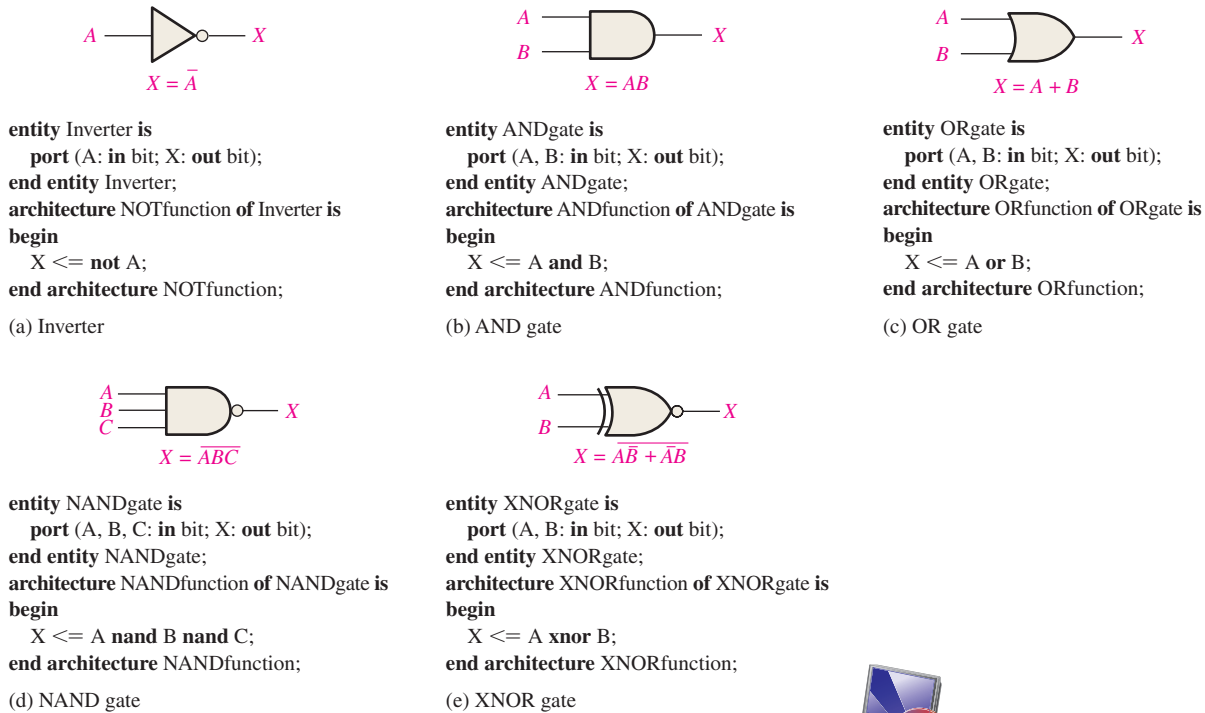 A
X
X = A̅
entity Inverter is
port (A: in bit; X: out bit);
end entity Inverter;
architecture NOTfunction of Inverter is
begin
X <= not A;
end architecture NOTfunction;
(a) Inverter
A
B
X
X = AB
entity ANDgate is
port (A, B: in bit; X: out bit);
end entity ANDgate;
architecture ANDfunction of ANDgate is
begin
X <= A and B;
end architecture ANDfunction;
(b) AND gate
A
B
X
X = A + B
entity ORgate is
port (A, B: in bit; X: out bit);
end entity ORgate;
architecture ORfunction of ORgate is
begin
X <= A or B;
end architecture ORfunction;
(c) OR gate
A
B
C
X
X = \overline{ABC}
entity NANDgate is
port (A, B, C: in bit; X: out bit);
end entity NANDgate;
architecture NANDfunction of NANDgate is
begin
X <= A nand B nand C;
end architecture NANDfunction;
(d) NAND gate
A
B
X
X = \overline{A\overline{B} + \overline{A}B}
entity XNORgate is
port (A, B: in bit; X: out bit);
end entity XNORgate;
architecture XNORfunction of XNORgate is
begin
X <= A xnor B;
end architecture XNORfunction;
(e) XNOR gate